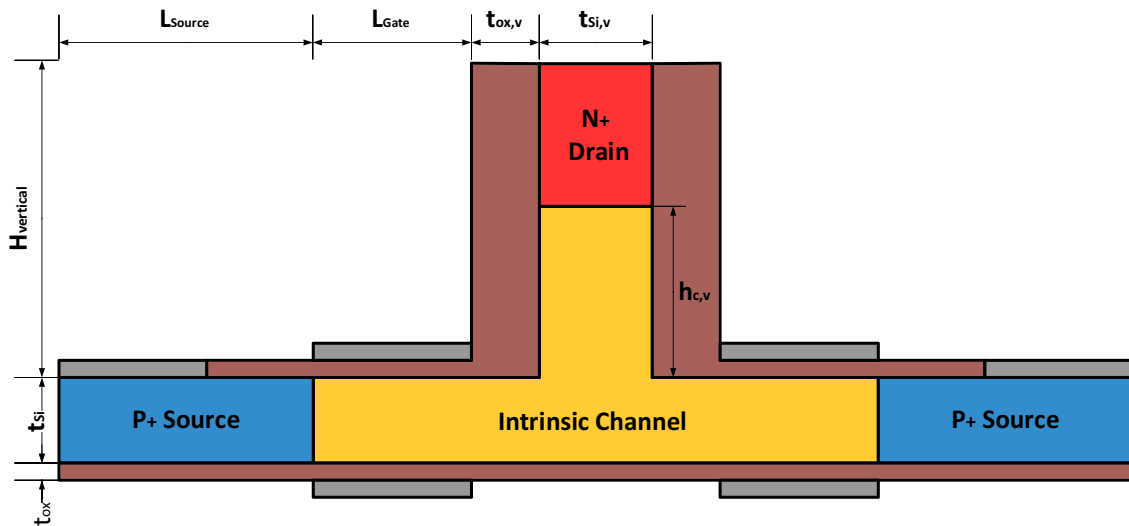 LSource
LGate
tox,v
tSi,v
Hvertical
N+
Drain
hc,v
tSi
P+ Source
Intrinsic Channel
P+ Source
tox